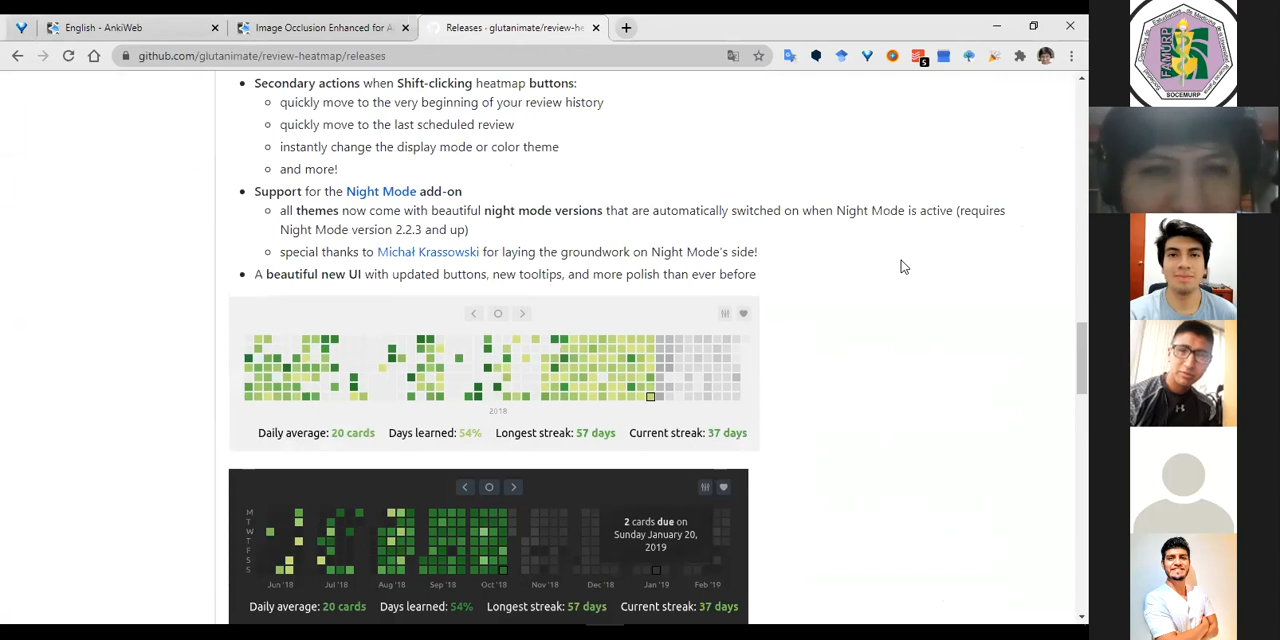 English - AnkiWeb
Image Occlusion Enhanced for A
Releases · glutanimate/review-he
github.com/glutanimate/review-heatmap/releases
5
Secondary actions when Shift-clicking heatmap buttons:
quickly move to the very beginning of your review history
quickly move to the last scheduled review
instantly change the display mode or color theme
and more!
Support for the Night Mode add-on
all themes now come with beautiful night mode versions that are automatically switched on when Night Mode is active (requires
Night Mode version 2.2.3 and up)
special thanks to Michał Krassowski for laying the groundwork on Night Mode's side!
A beautiful new UI with updated buttons, new tooltips, and more polish than ever before
2018
Daily average: 20 cards Days learned: 54% Longest streak: 57 days Current streak: 37 days
M
T
W
T
F
S
S
2 cards due on
Sunday January 20,
2019
Jun '18 Jul '18 Aug '18 Sep '18 Oct '18 Nov '18 Dec '18 Jan '19 Feb '19
Daily average: 20 cards Days learned: 54% Longest streak: 57 days Current streak: 37 days
FAMURP
SOCEMURP